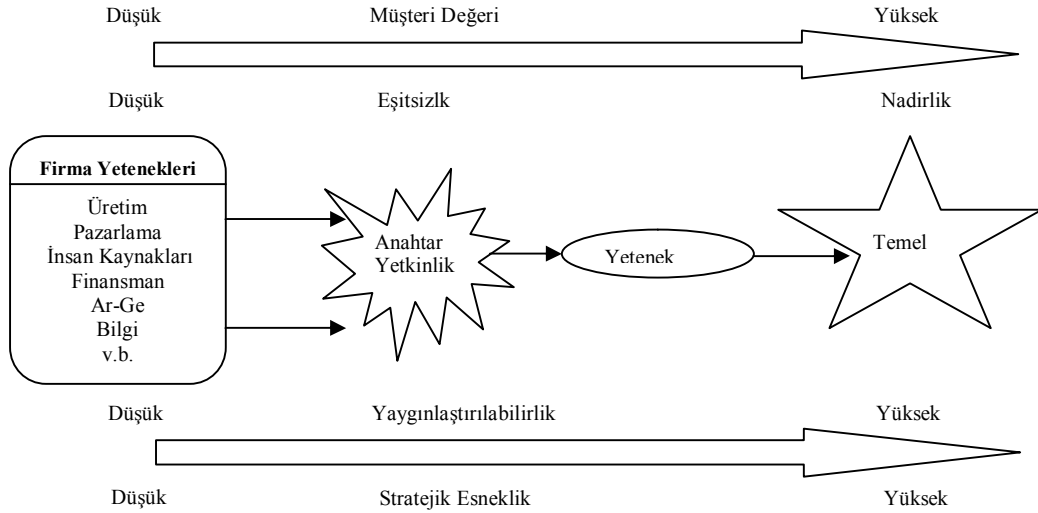 Düşük Müşteri Değeri Yüksek
Düşük Eşitsizlk Nadirlik
Firma Yetenekleri
Üretim
Pazarlama
İnsan Kaynakları
Finansman
Ar-Ge
Bilgi
v.b.
Anahtar
Yetkinlik
Yetenek
Temel
Düşük Yaygınlaştırılabilirlik Yüksek
Düşük Stratejik Esneklik Yüksek